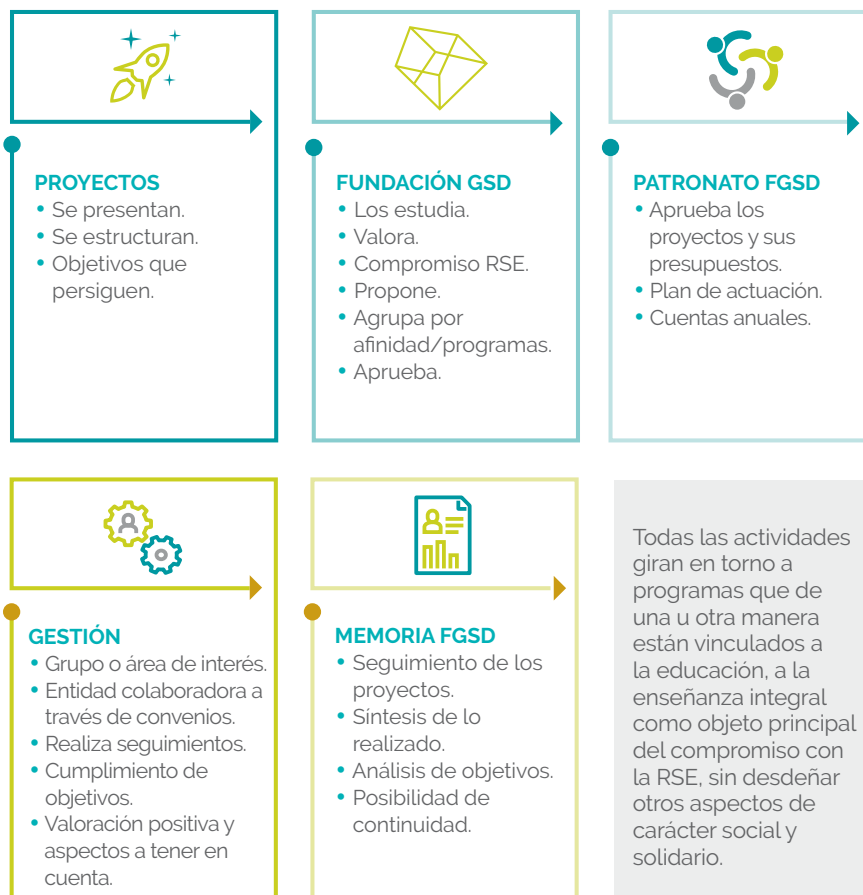 PROYECTOS
• Se presentan.
• Se estructuran.
• Objetivos que
persiguen.
FUNDACIÓN GSD
• Los estudia.
• Valora.
• Compromiso RSE.
• Propone.
• Agrupa por
afinidad/programas.
• Aprueba.
PATRONATO FGSD
• Aprueba los
proyectos y sus
presupuestos.
• Plan de actuación.
• Cuentas anuales.
GESTIÓN
• Grupo o área de interés.
• Entidad colaboradora a
través de convenios.
• Realiza seguimientos.
• Cumplimiento de
objetivos.
• Valoración positiva y
aspectos a tener en
cuenta.
MEMORIA FGSD
• Seguimiento de los
proyectos.
• Síntesis de lo
realizado.
• Análisis de objetivos.
• Posibilidad de
continuidad.
Todas las actividades
giran en torno a
programas que de
una u otra manera
están vinculados a
la educación, a la
enseñanza integral
como objeto principal
del compromiso con
la RSE, sin desdeñar
otros aspectos de
carácter social y
solidario.